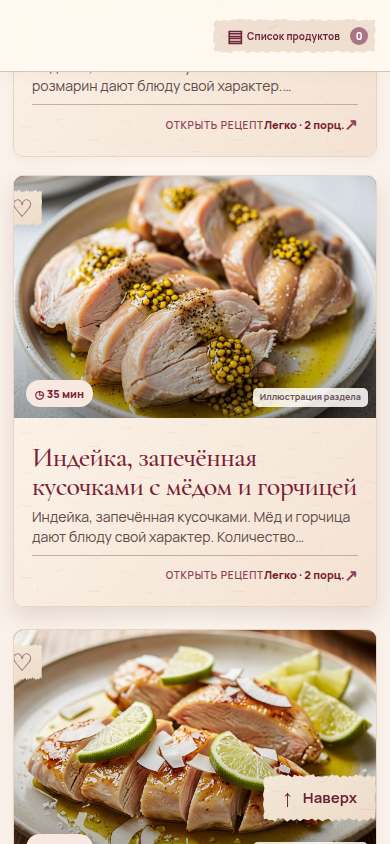 Список продуктов 0
розмарин дают блюду свой характер....
ОТКРЫТЬ РЕЦЕПТ Легко · 2 порц. ↗
35 мин
Иллюстрация раздела
Индейка, запечённая
кусочками с мёдом и горчицей
Индейка, запечённая кусочками. Мёд и горчица
дают блюду свой характер. Количество...
ОТКРЫТЬ РЕЦЕПТ Легко · 2 порц. ↗
↑ Наверх